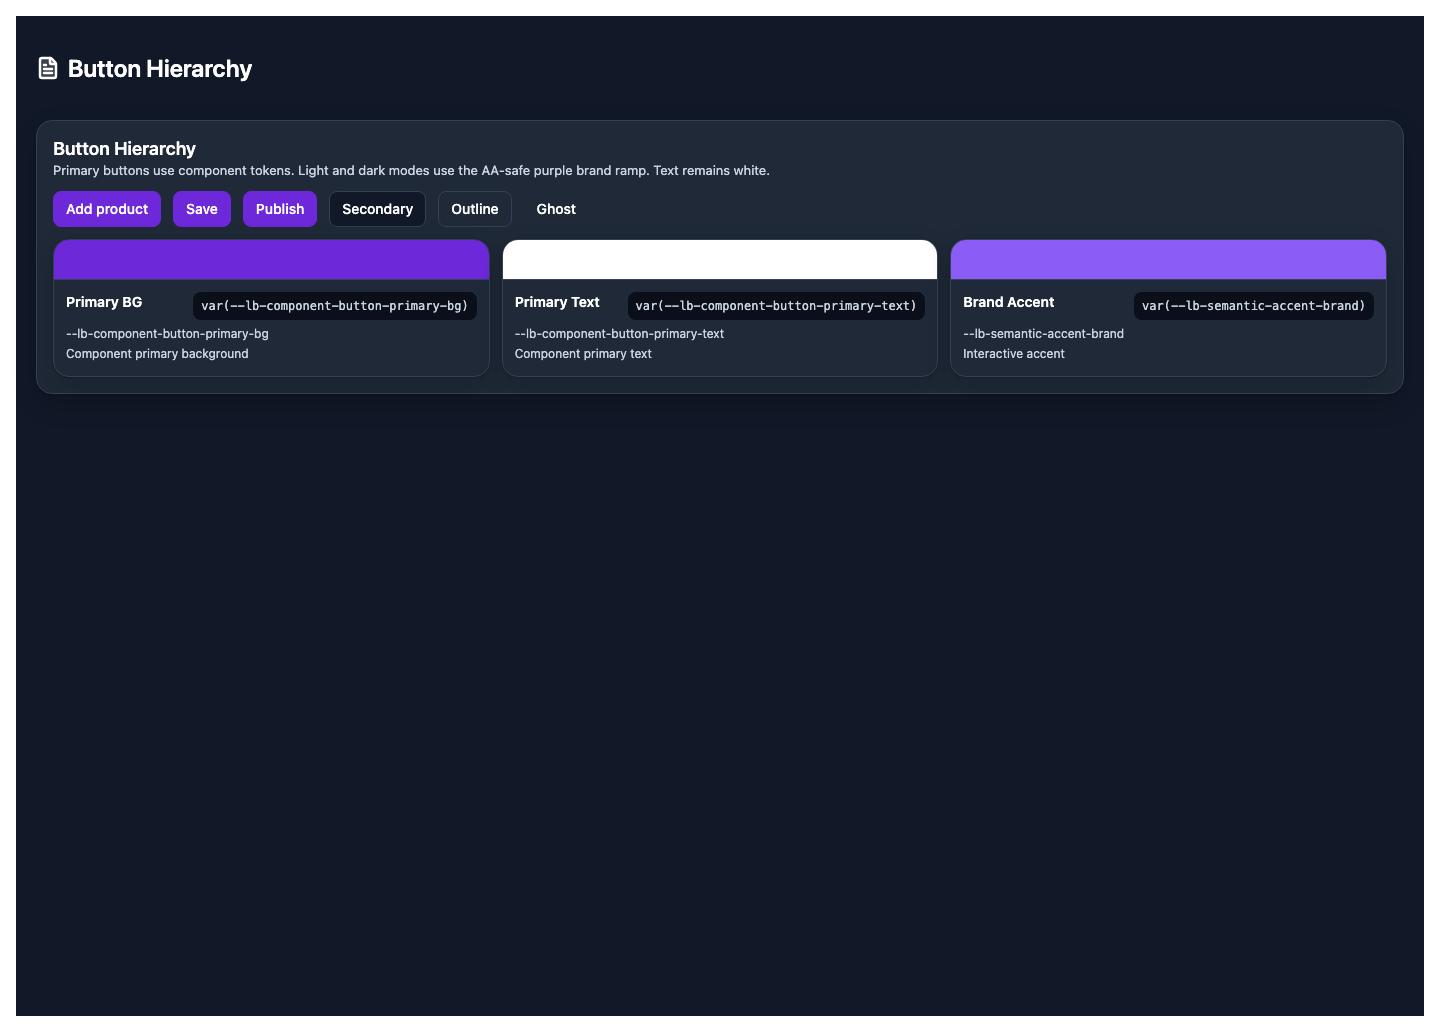 Button Hierarchy
Button Hierarchy
Primary buttons use component tokens. Light and dark modes use the AA-safe purple brand ramp. Text remains white.
Add product Save Publish Secondary Outline Ghost
Primary BG var(--lb-component-button-primary-bg)
--lb-component-button-primary-bg
Component primary background
Primary Text var(--lb-component-button-primary-text)
--lb-component-button-primary-text
Component primary text
Brand Accent var(--lb-semantic-accent-brand)
--lb-semantic-accent-brand
Interactive accent